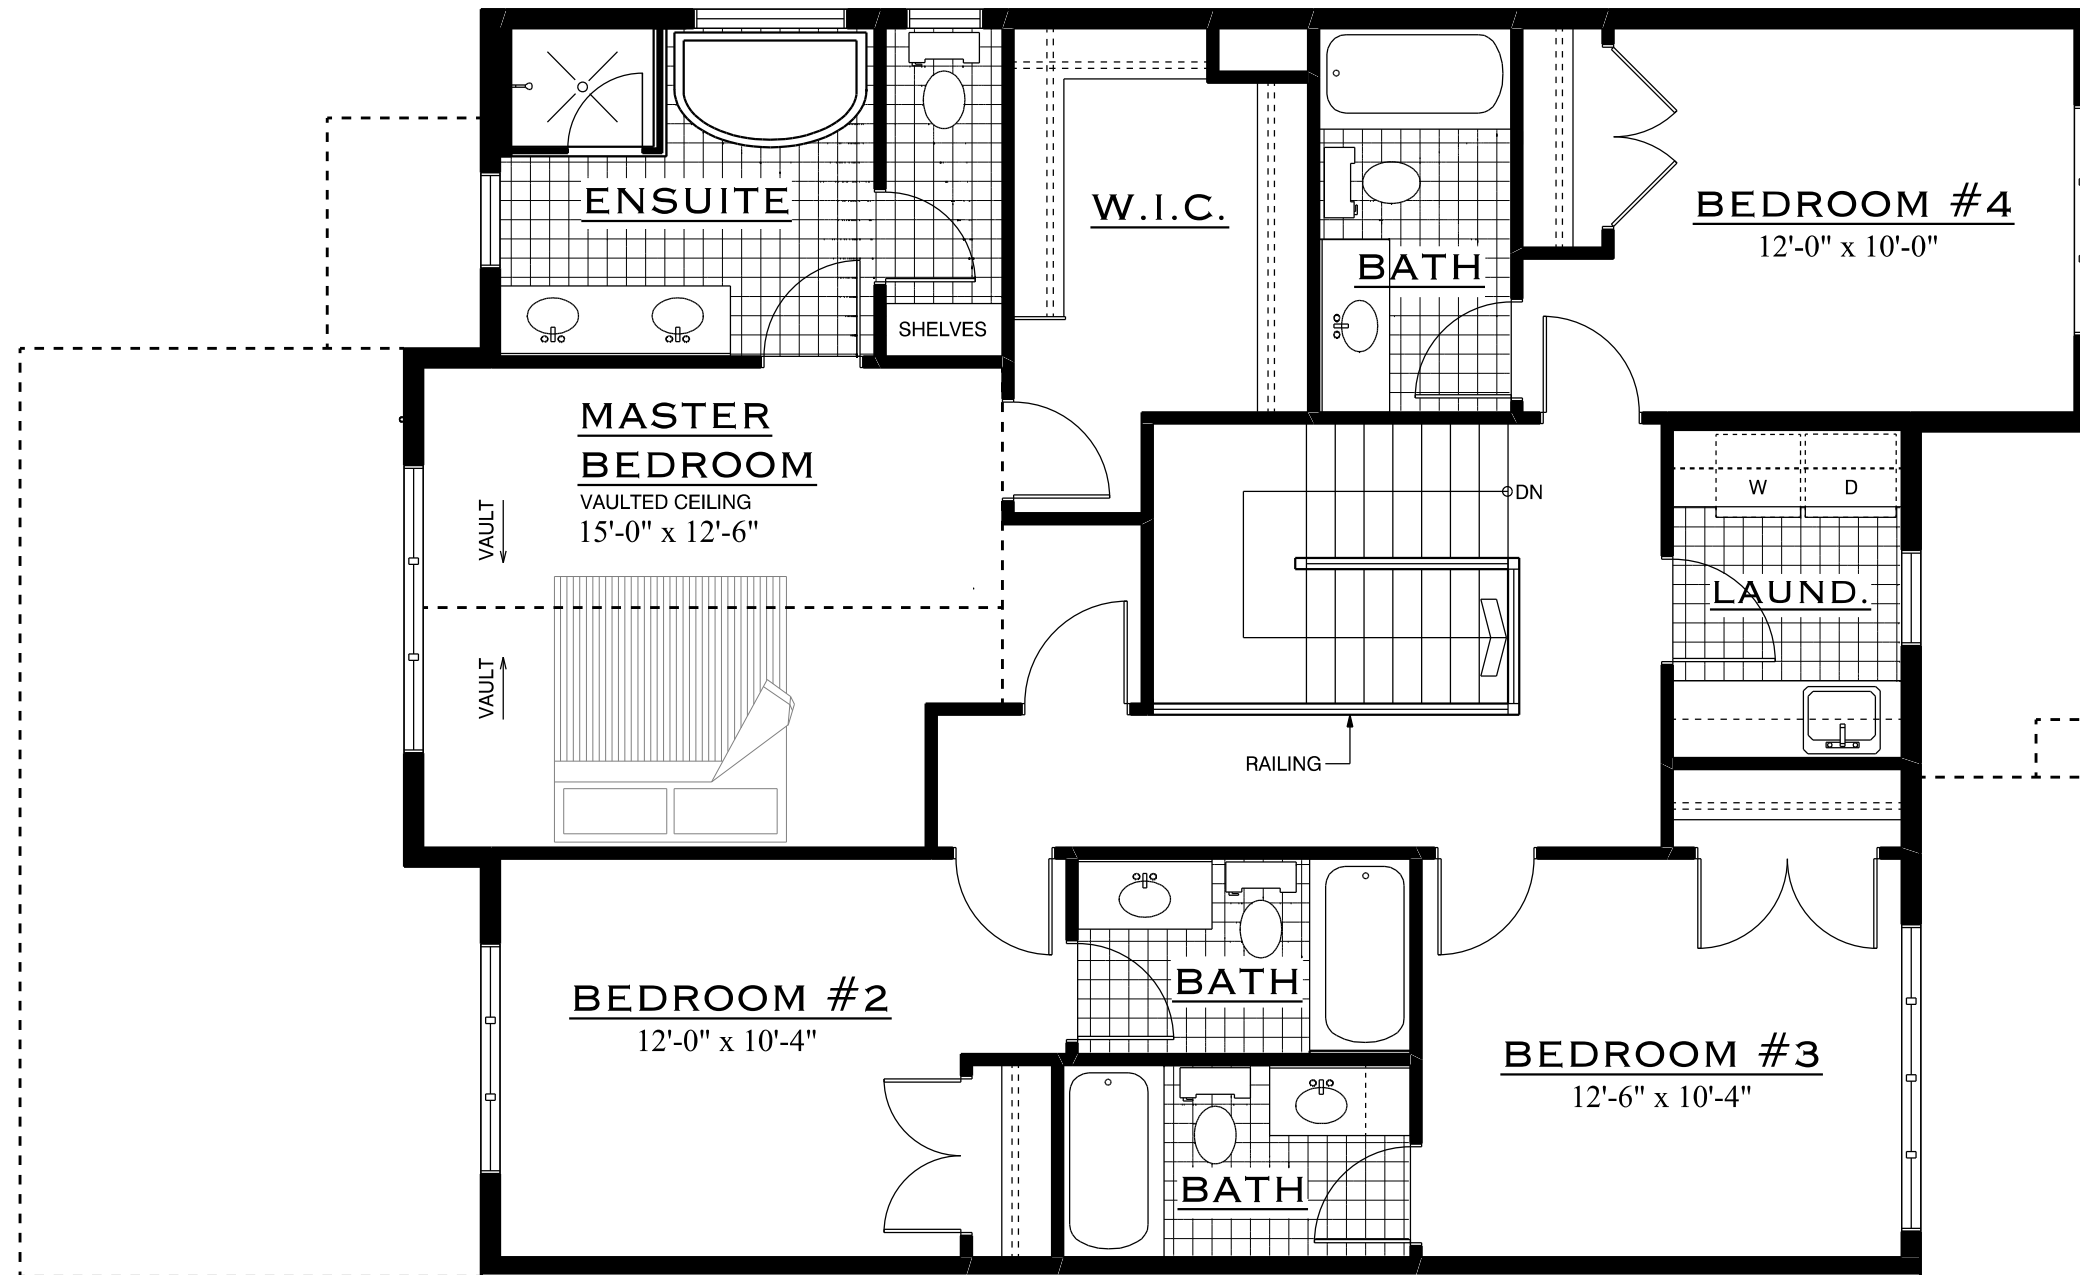 ENSUITE
SHELVES
W.I.C.
BATH
BEDROOM #4
12'-0" x 10'-0"
MASTER
BEDROOM
VAULTED CEILING
15'-0" x 12'-6"
VAULT
VAULT
DN
W
D
LAUND.
RAILING
BEDROOM #2
12'-0" x 10'-4"
BATH
BATH
BEDROOM #3
12'-6" x 10'-4"